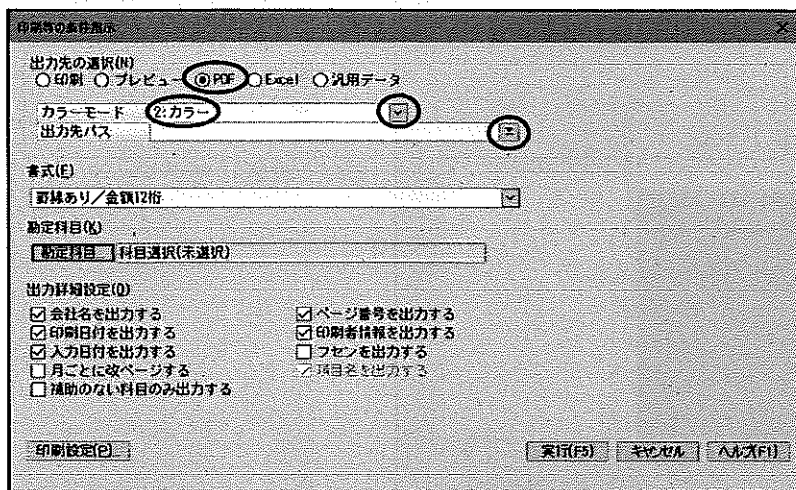 印刷等の条件指示
出力先の選択(N)
印刷 プレビュー PDF Excel 汎用データ
カラーモード 2:カラー
出力先パス
書式(E)
罫線あり／金額12桁
勘定科目(K)
勘定科目 科目選択(未選択)
出力詳細設定(O)
会社名を出力する ページ番号を出力する
印刷日付を出力する 印刷者情報を出力する
入力日付を出力する フセンを出力する
月ごとに改ページする 項目名を出力する
補助のない科目のみ出力する
印刷設定(P)... 実行(F5) キャンセル ヘルプ(F1)